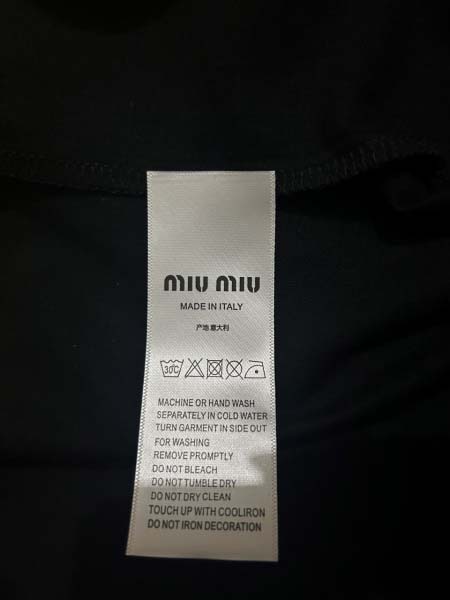 miu miu
MADE IN ITALY
产地 意大利
30C
MACHINE OR HAND WASH
SEPARATELY IN COLD WATER
TURN GARMENT IN SIDE OUT
FOR WASHING
REMOVE PROMPTLY
DO NOT BLEACH
DO NOT TUMBLE DRY
DO NOT DRY CLEAN
TOUCH UP WITH COOLIRON
DO NOT IRON DECORATION